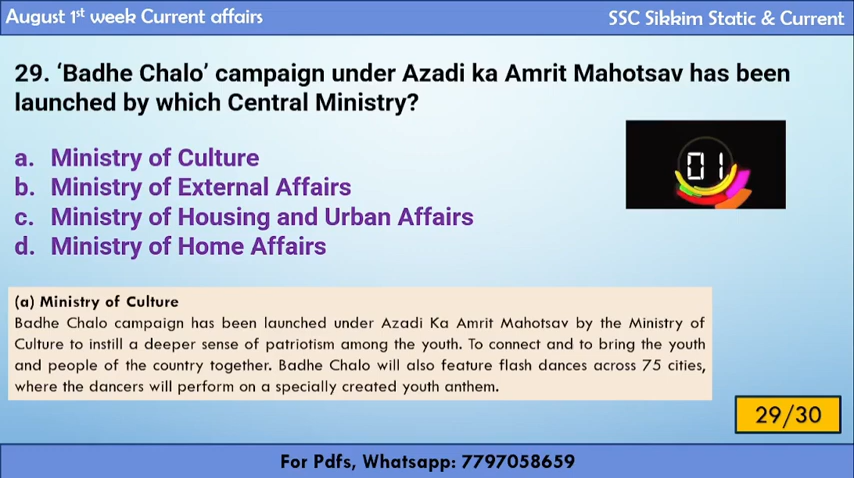 August 1st week Current affairs
SSC Sikkim Static & Current
29. ‘Badhe Chalo’ campaign under Azadi ka Amrit Mahotsav has been
launched by which Central Ministry?
a. Ministry of Culture
b. Ministry of External Affairs
c. Ministry of Housing and Urban Affairs
d. Ministry of Home Affairs
01
(a) Ministry of Culture
Badhe Chalo campaign has been launched under Azadi Ka Amrit Mahotsav by the Ministry of
Culture to instill a deeper sense of patriotism among the youth. To connect and to bring the youth
and people of the country together. Badhe Chalo will also feature flash dances across 75 cities,
where the dancers will perform on a specially created youth anthem.
29/30
For Pdfs, Whatsapp: 7797058659